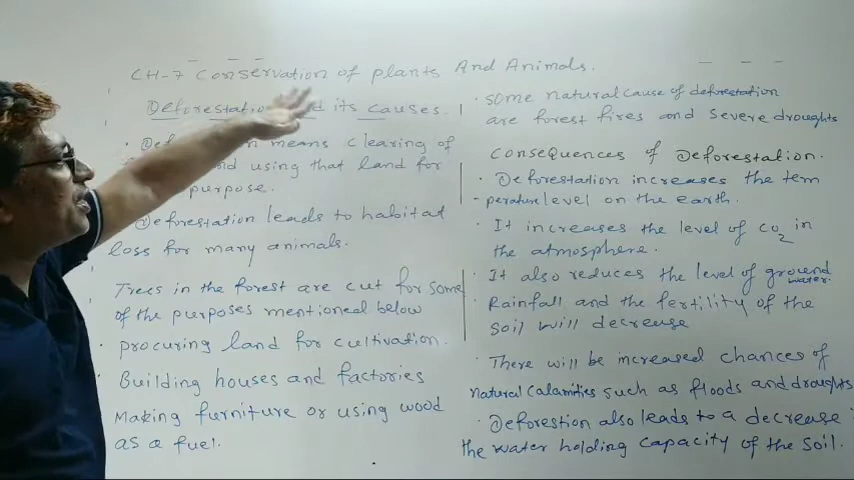 CH-7 Conservation of plants And Animals.
Deforestation and its causes.
means clearing of
and using that land for
purpose.
Deforestation leads to habitat
loss for many animals.
Trees in the forest are cut for some
of the purposes mentioned below
procuring land for cultivation.
Building houses and factories
Making furniture or using wood
as a fuel.
some natural cause of deforestation
are forest fires and severe droughts
Consequences of Deforestation.
Deforestation increases the tem
-perature level on the earth.
It increases the level of CO2 in
the atmosphere.
It also reduces the level of ground
water.
Rainfall and the fertility of the
soil will decrease
There will be increased chances of
natural calamities such as floods and droughts
Deforestion also leads to a decrease
the water holding capacity of the soil.